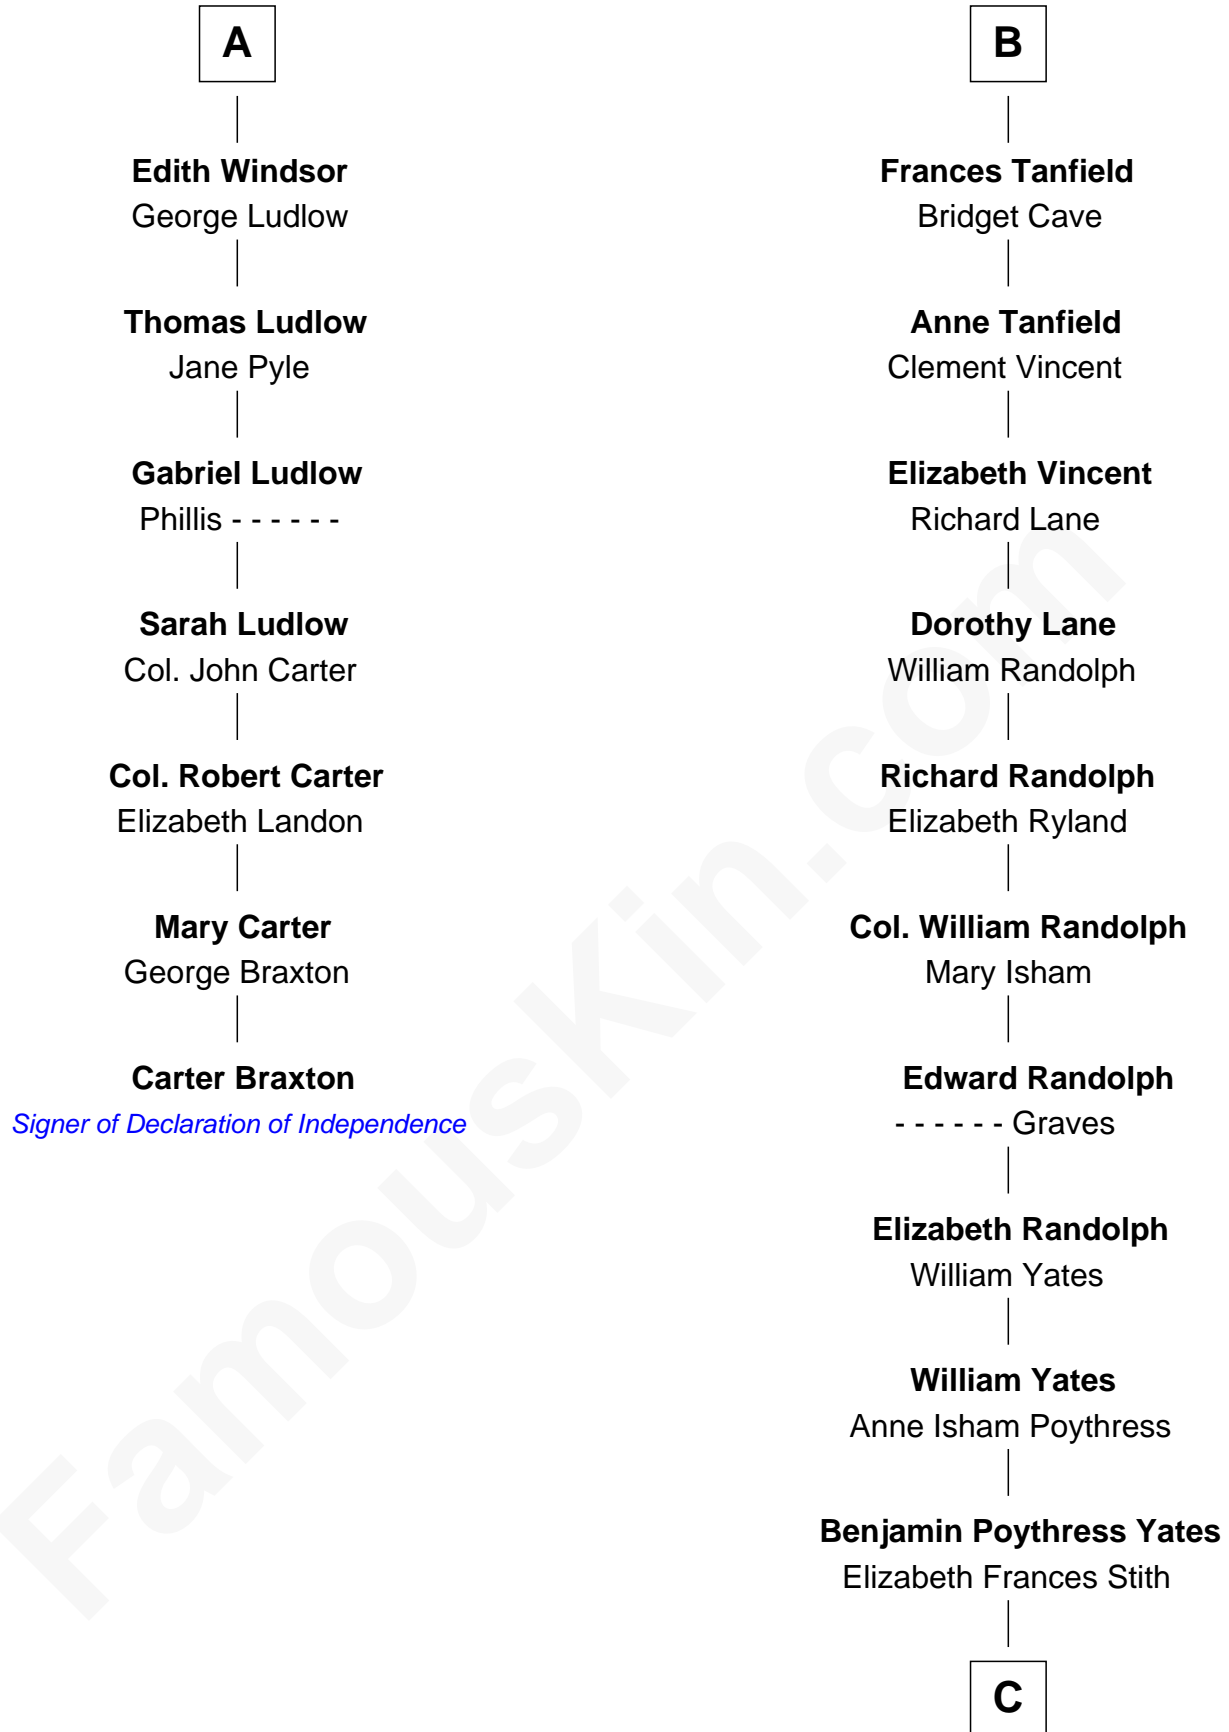 A
Edith Windsor
George Ludlow
Thomas Ludlow
Jane Pyle
Gabriel Ludlow
Phillis - - - - - -
Sarah Ludlow
Col. John Carter
Col. Robert Carter
Elizabeth Landon
Mary Carter
George Braxton
Carter Braxton
Signer of Declaration of Independence
B
Frances Tanfield
Bridget Cave
Anne Tanfield
Clement Vincent
Elizabeth Vincent
Richard Lane
Dorothy Lane
William Randolph
Richard Randolph
Elizabeth Ryland
Col. William Randolph
Mary Isham
Edward Randolph
- - - - - - Graves
Elizabeth Randolph
William Yates
William Yates
Anne Isham Poythress
Benjamin Poythress Yates
Elizabeth Frances Stith
C
FamousKin.com